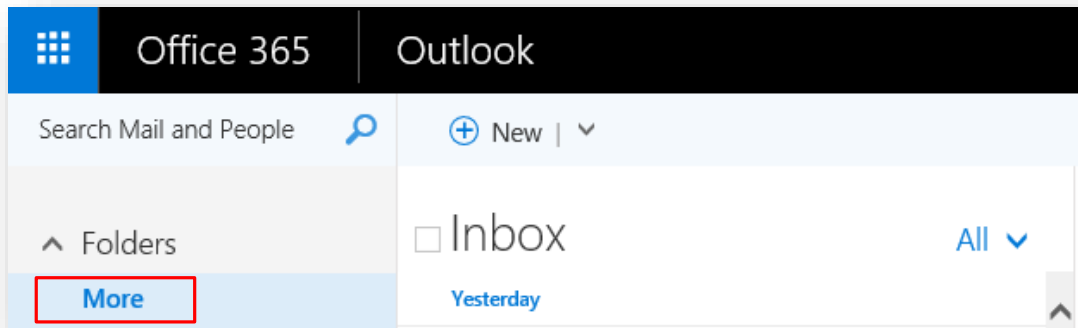 Office 365
Outlook
Search Mail and People
New |
Folders
Inbox
All
More
Yesterday